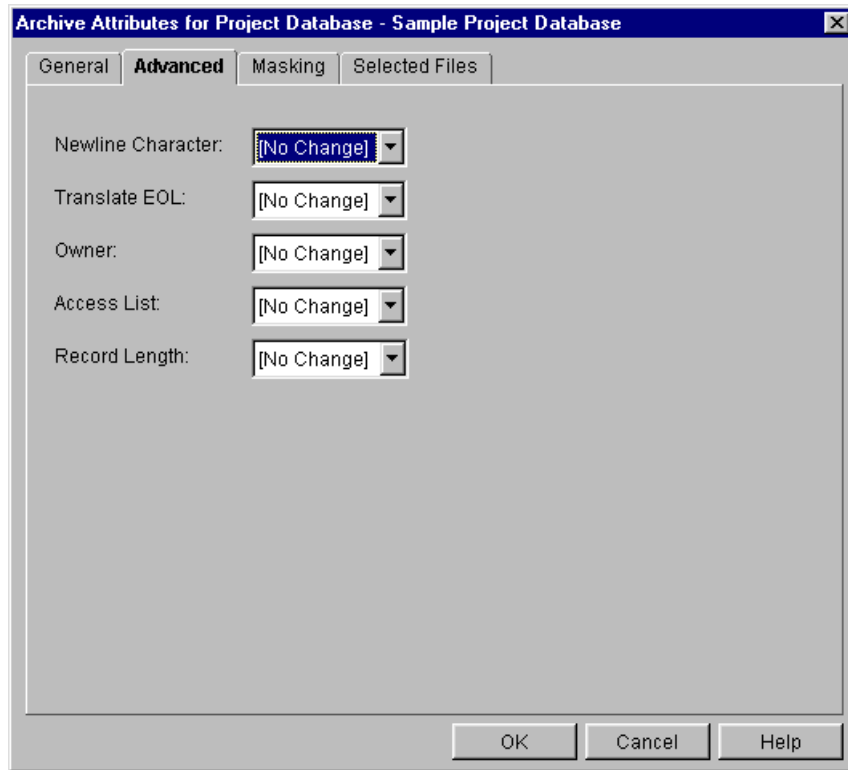 Archive Attributes for Project Database - Sample Project Database
General Advanced Masking Selected Files
Newline Character: [No Change]
Translate EOL: [No Change]
Owner: [No Change]
Access List: [No Change]
Record Length: [No Change]
OK Cancel Help